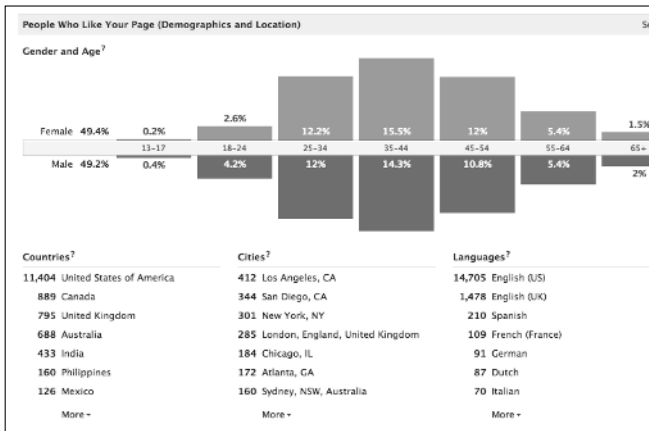 People Who Like Your Page (Demographics and Location)
Gender and Age?
Female 49.4% 0.2% 2.6% 12.2% 15.5% 12% 5.4% 1.5%
13-17 18-24 25-34 35-44 45-54 55-64 65+
Male 49.2% 0.4% 4.2% 12% 14.3% 10.8% 5.4% 2%
Countries?
11,404 United States of America
889 Canada
795 United Kingdom
688 Australia
433 India
160 Philippines
126 Mexico
More
Cities?
412 Los Angeles, CA
344 San Diego, CA
301 New York, NY
285 London, England, United Kingdom
184 Chicago, IL
172 Atlanta, GA
160 Sydney, NSW, Australia
More
Languages?
14,705 English (US)
1,478 English (UK)
210 Spanish
109 French (France)
91 German
87 Dutch
70 Italian
More